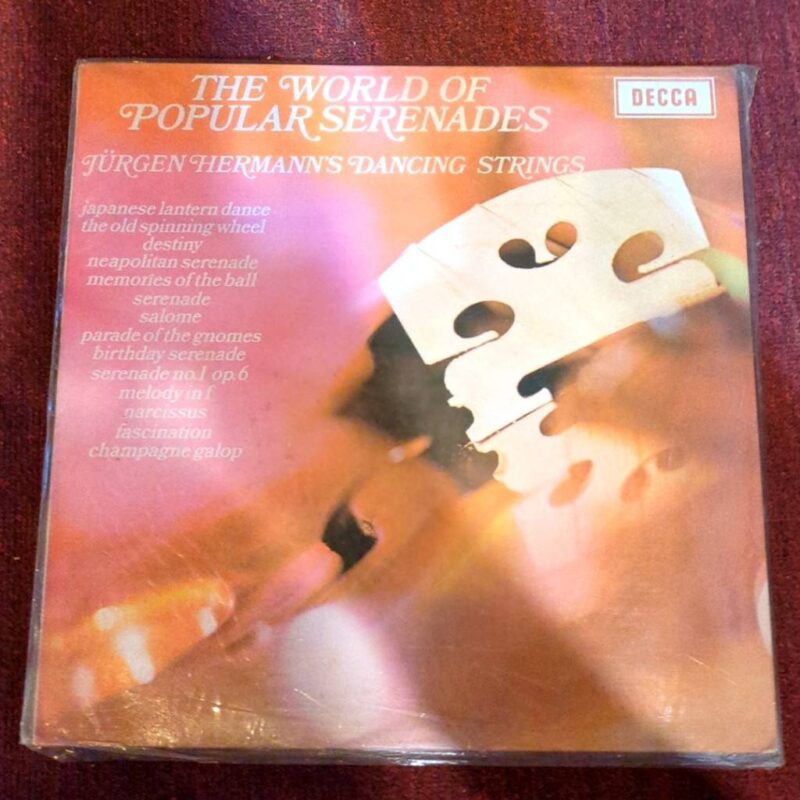 THE WORLD OF
POPULAR SERENADES
DECCA
JÜRGEN HERMANN'S DANCING STRINGS
japanese lantern dance
the old spinning wheel
destiny
neapolitan serenade
memories of the ball
serenade
salome
parade of the gnomes
birthday serenade
serenade no.1 op.6
melody in f
narcissus
fascination
champagne galop